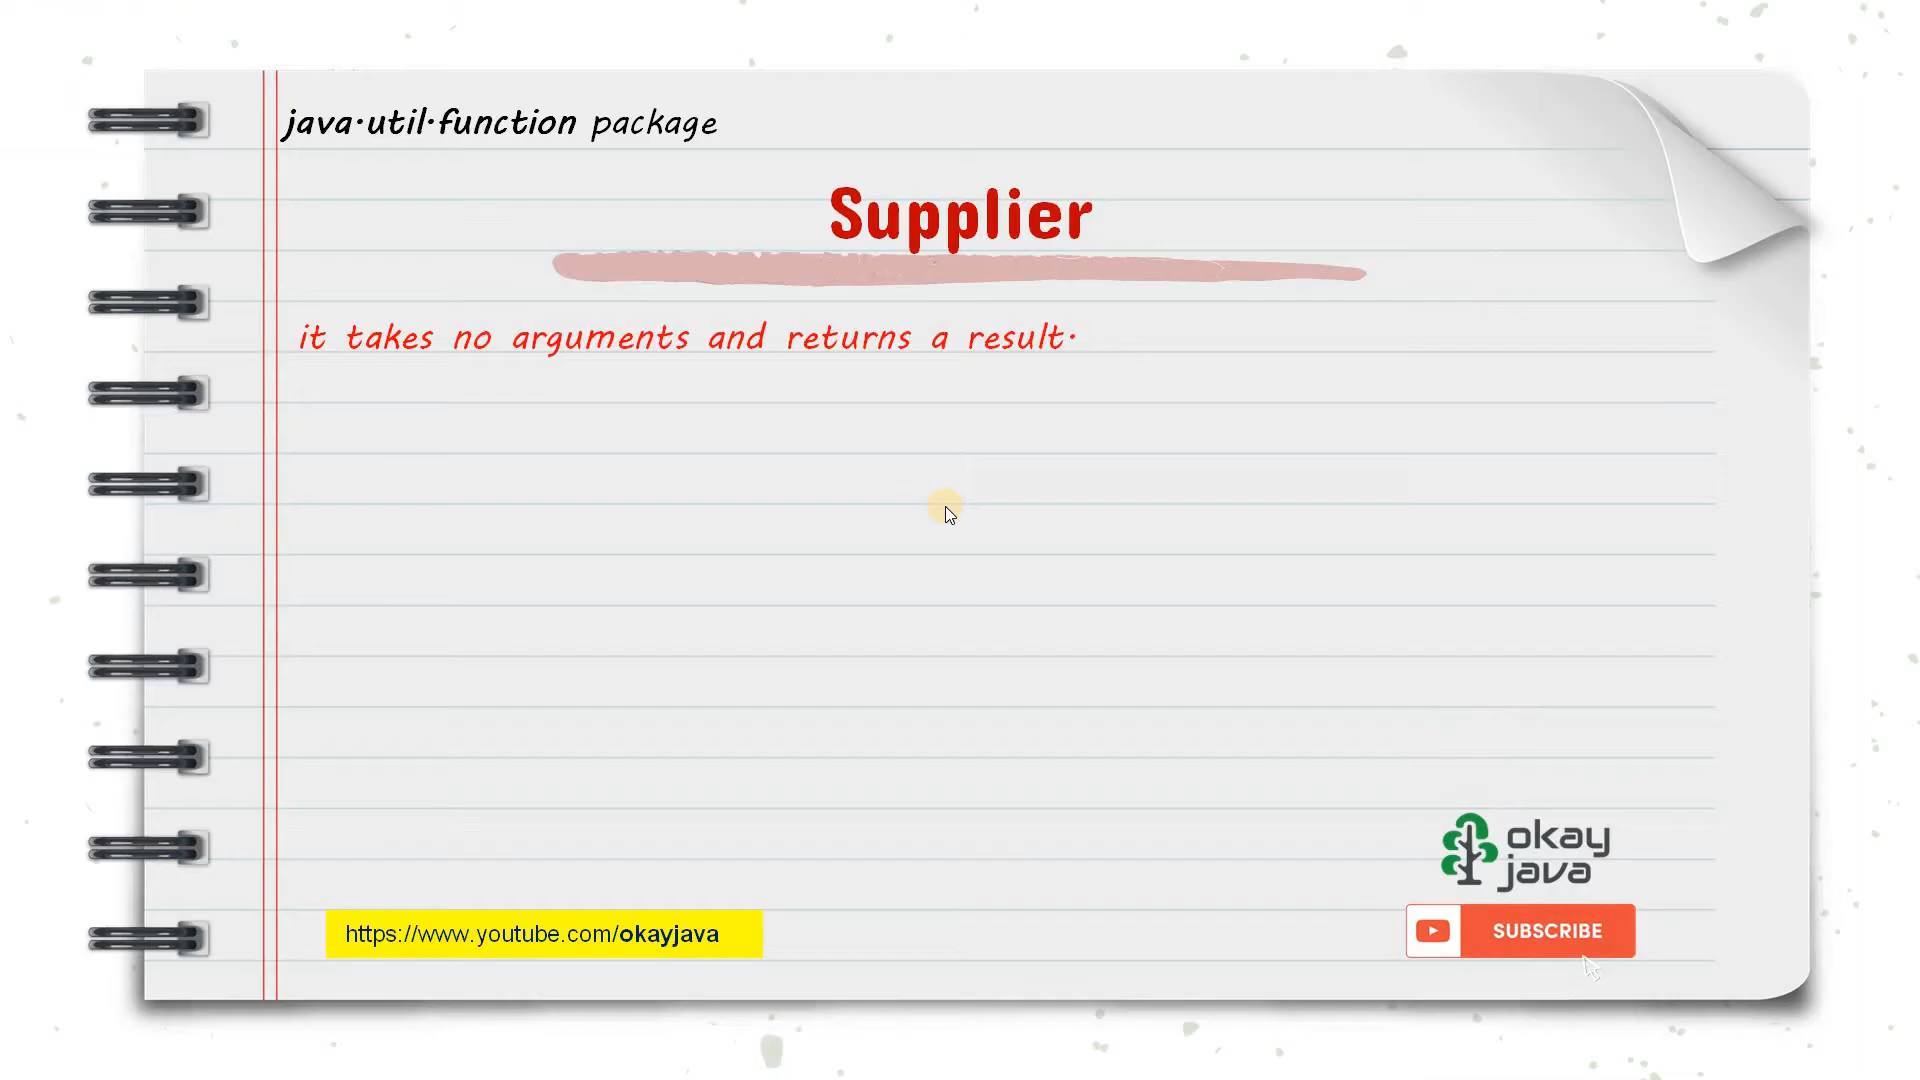 java.util.function package
Supplier
it takes no arguments and returns a result.
okay
java
https://www.youtube.com/okayjava
SUBSCRIBE